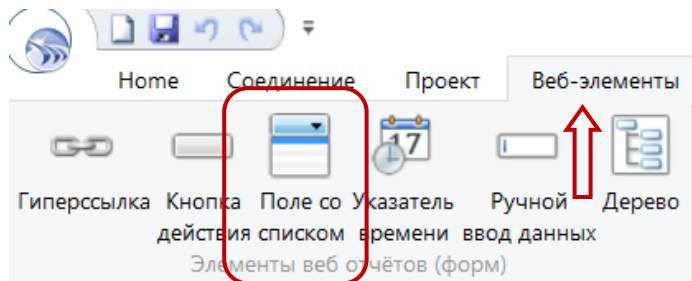 Home Соединение Проект Веб-элементы
17
Гиперссылка Кнопка Поле со Указатель Ручной Дерево
действия списком времени ввод данных
Элементы веб отчётов (форм)